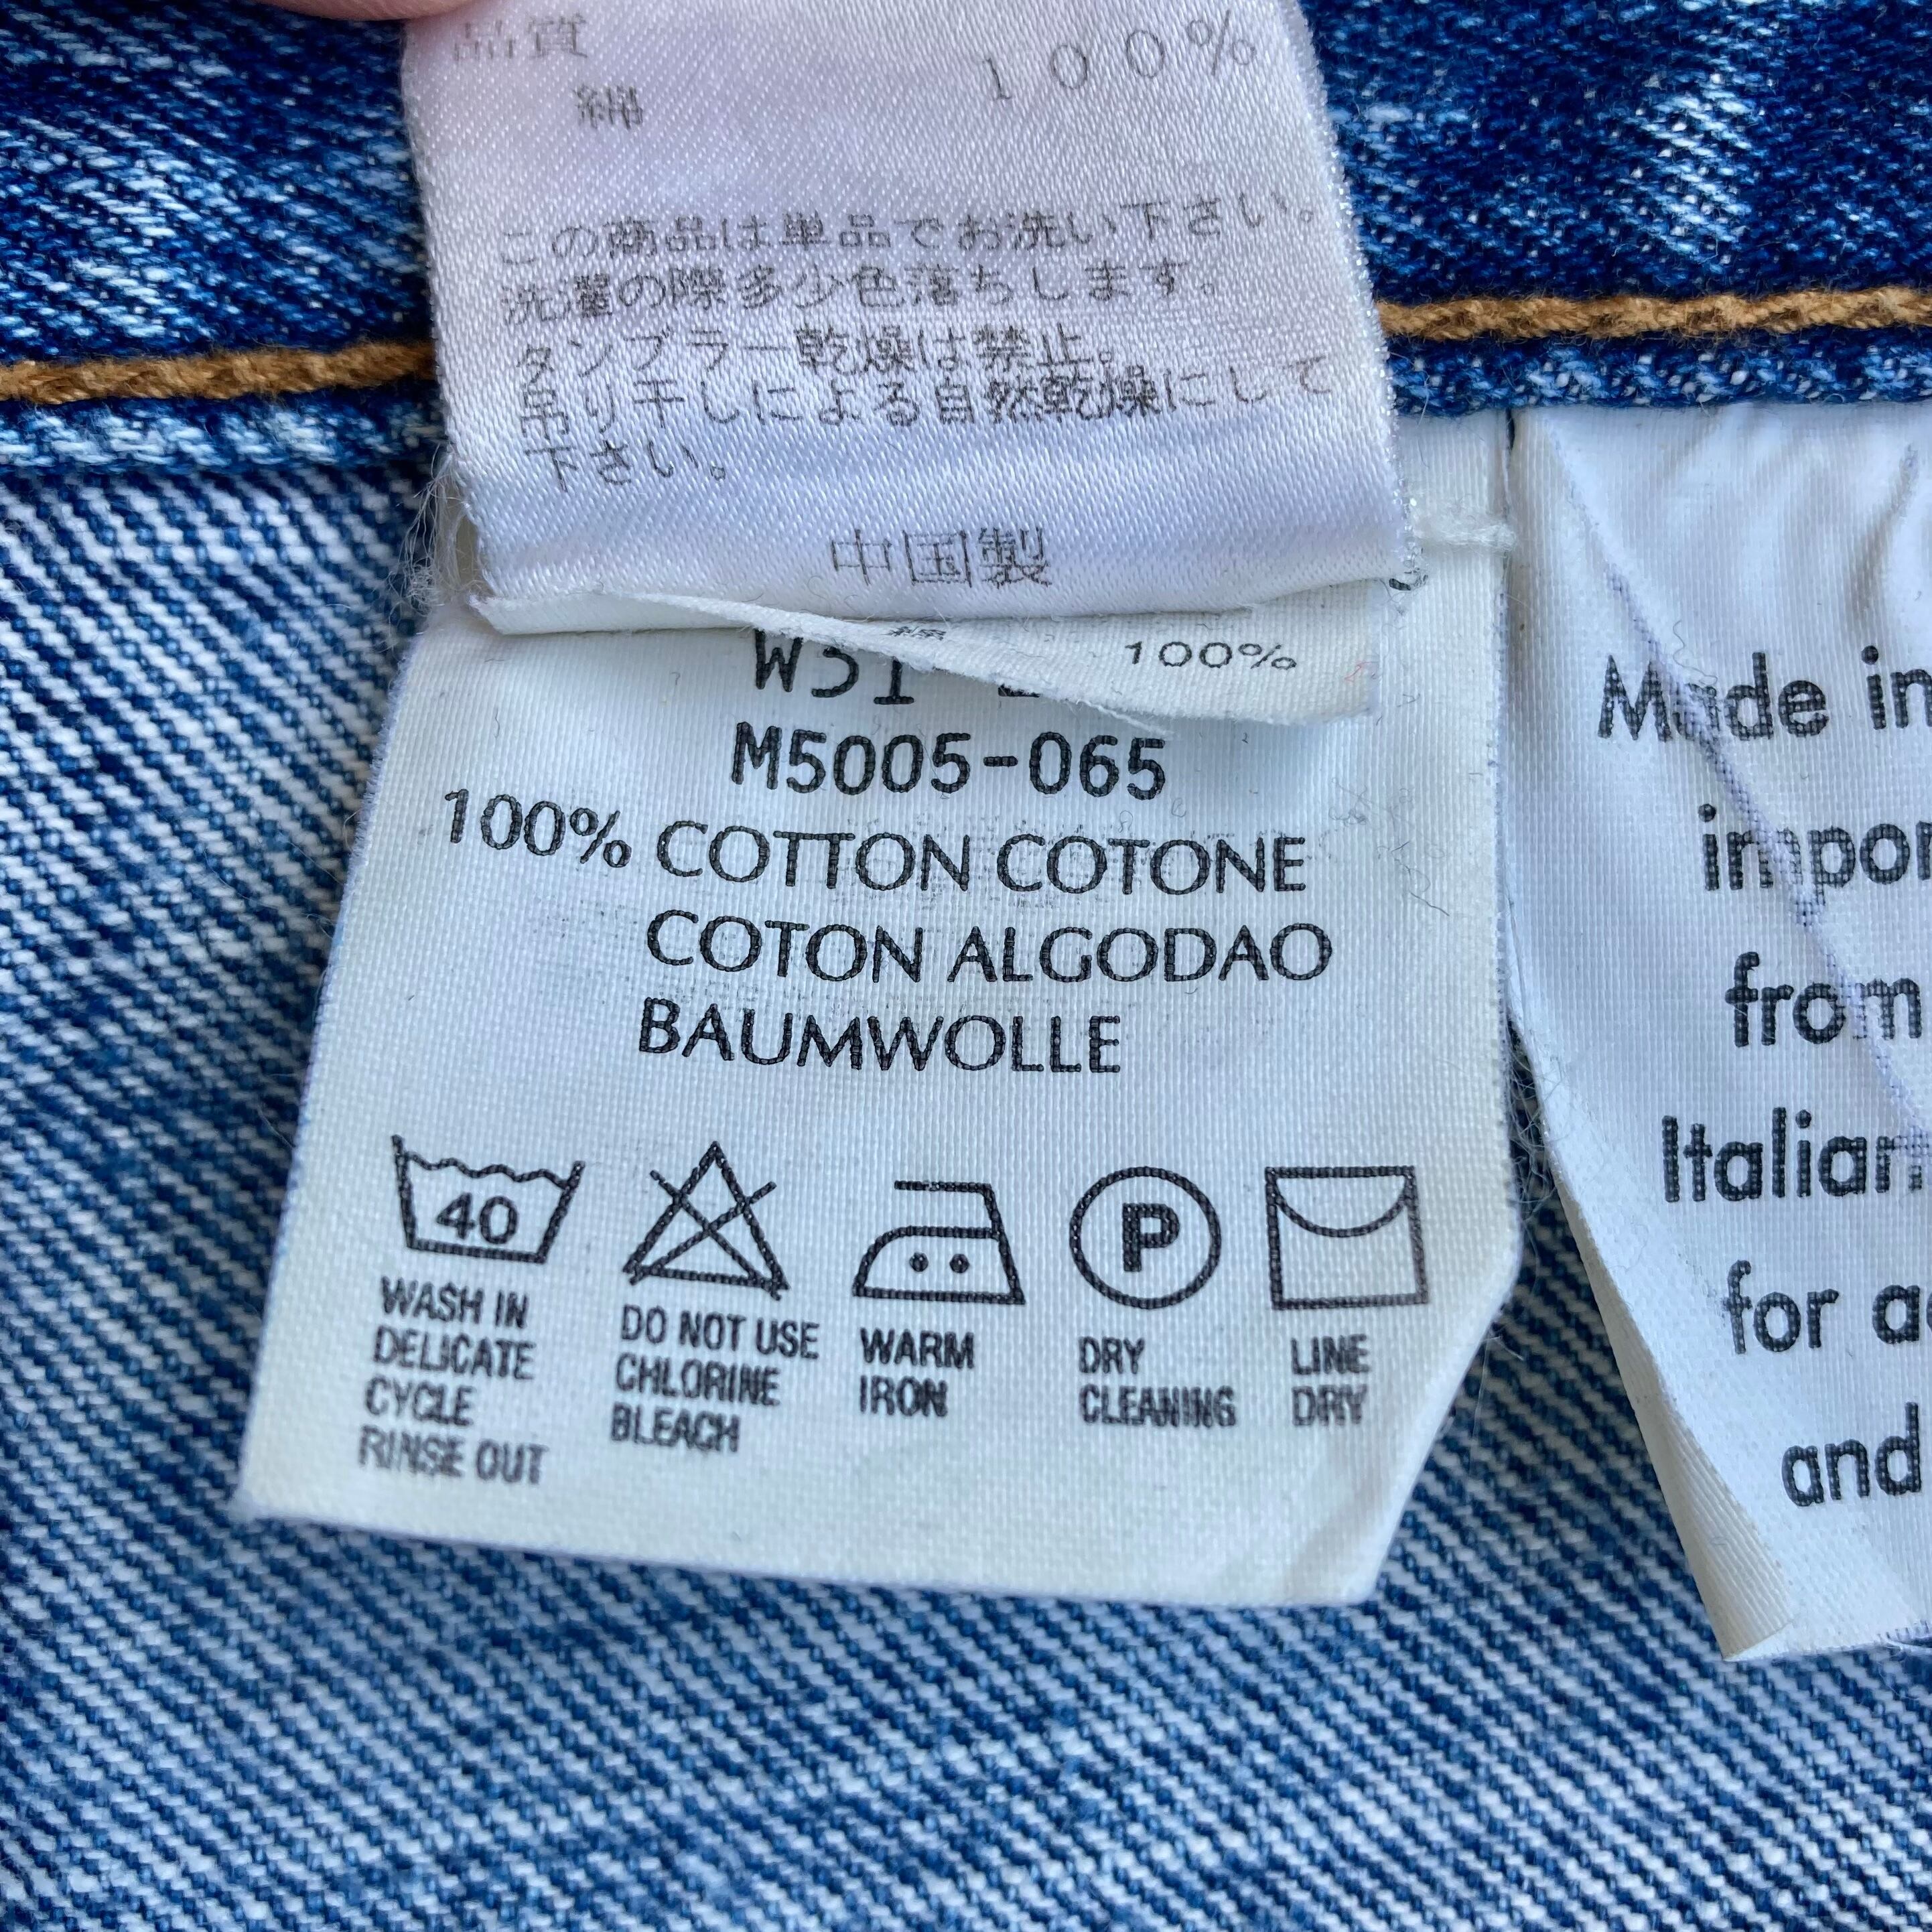 品質
綿 100%
この商品は単品でお洗い下さい。
洗濯の際多少色落ちします。
タンブラー乾燥は禁止。
吊り干しによる自然乾燥にして
下さい。
中国製
綿 100%
W31
M5005-065
100% COTTON COTONE
COTON ALGODAO
BAUMWOLLE
40
P
WASH IN
DELICATE
CYCLE
RINSE OUT
DO NOT USE
CHLORINE
BLEACH
WARM
IRON
DRY
CLEANING
LINE
DRY
Made in
from
Italian
for
and